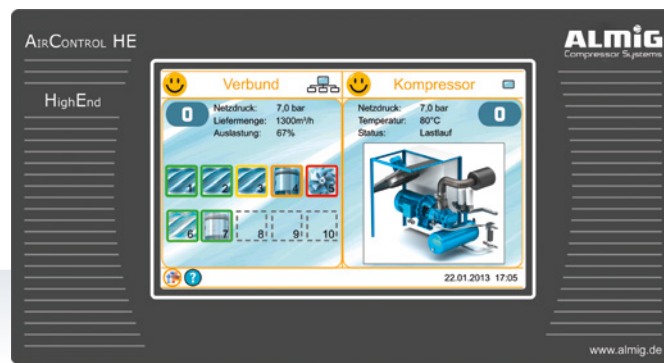 AIRCONTROL HE
ALMiG
Compressor Systems
HighEnd
Verbund
Kompressor
0
Netzdruck: 7,0 bar
Liefermenge: 1300m³/h
Auslastung: 67%
Netzdruck: 7,0 bar
Temperatur: 80°C
Status: Lastlauf
0
1 2 3 4 5
6 7 8 9 10
?
22.01.2013 17:05
www.almig.de